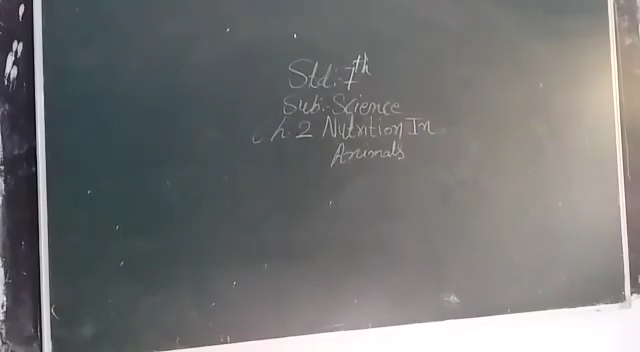 Std:- 7th
Sub:- Science
Ch. 2 Nutrition In
Animals